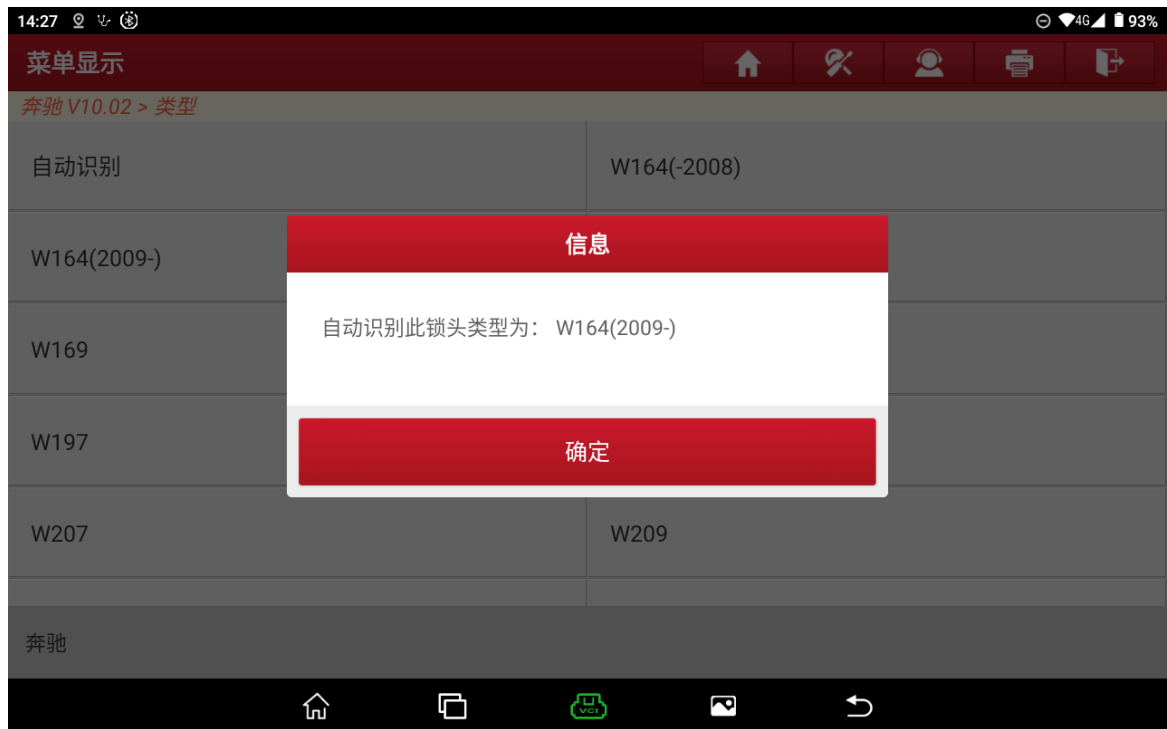 14:27
4G 93%
菜单显示
奔驰 V10.02 > 类型
自动识别
W164(-2008)
W164(2009-)
信息
自动识别此锁头类型为： W164(2009-)
W169
W197
确定
W207
W209
奔驰
VCI